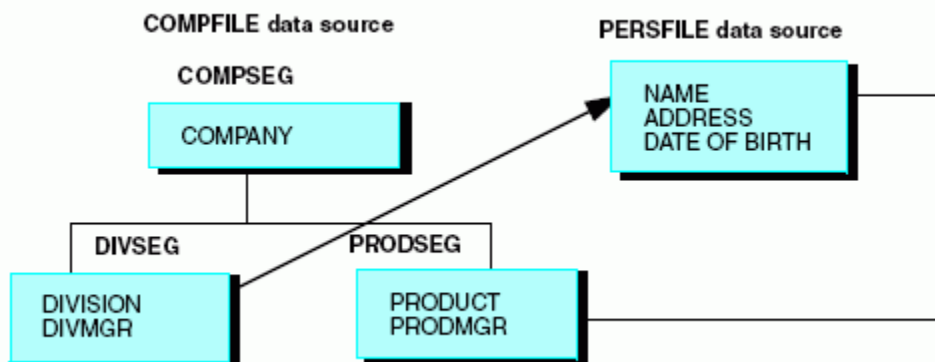 COMPFILE data source
PERSFILE data source
COMPSEG
COMPANY
NAME
ADDRESS
DATE OF BIRTH
DIVSEG
PRODSEG
DIVISION
DIVMGR
PRODUCT
PRODMGR